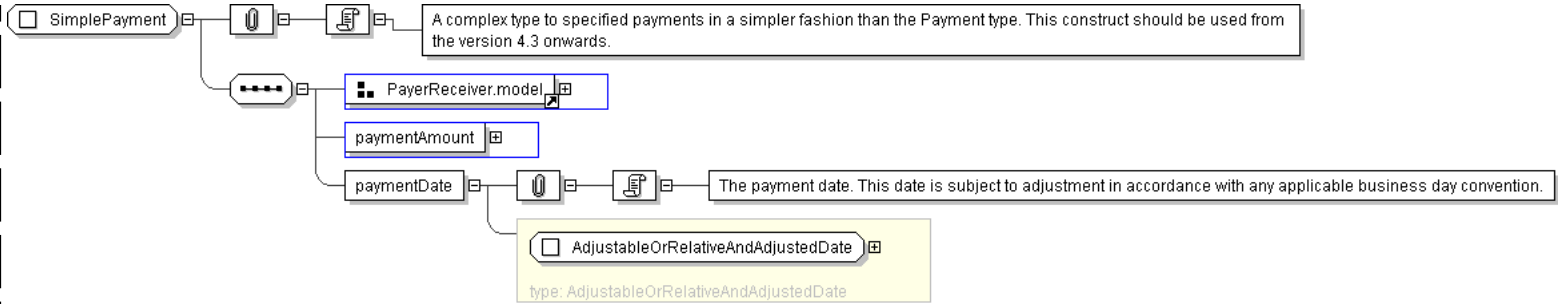 SimplePayment
A complex type to specified payments in a simpler fashion than the Payment type. This construct should be used from
the version 4.3 onwards.
PayerReceiver.model
paymentAmount
paymentDate
The payment date. This date is subject to adjustment in accordance with any applicable business day convention.
AdjustableOrRelativeAndAdjustedDate
type: AdjustableOrRelativeAndAdjustedDate